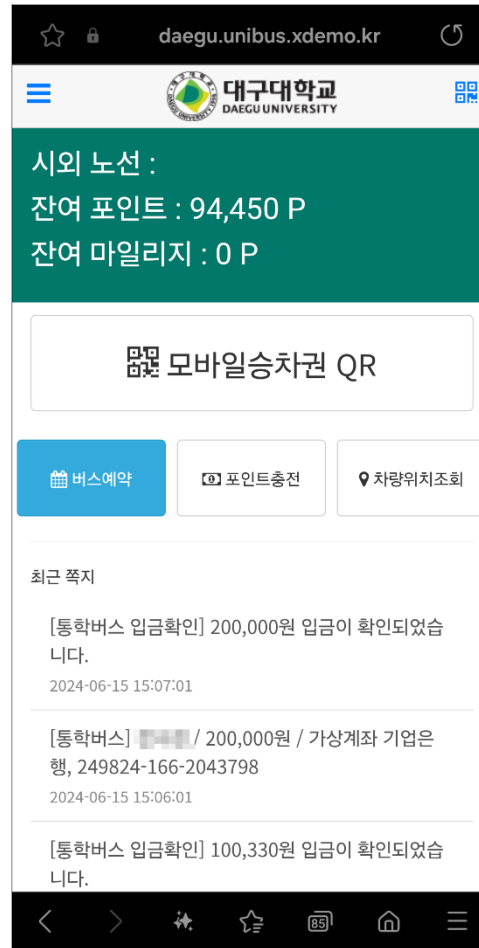 daegu.unibus.xdemo.kr
대구대학교
DAEGU UNIVERSITY
시외 노선 :
잔여 포인트 : 94,450 P
잔여 마일리지 : 0 P
모바일승차권 QR
버스예약
포인트충전
차량위치조회
최근 쪽지
[통학버스 입금확인] 200,000원 입금이 확인되었습
니다.
2024-06-15 15:07:01
[통학버스] / 200,000원 / 가상계좌 기업은
행, 249824-166-2043798
2024-06-15 15:06:01
[통학버스 입금확인] 100,330원 입금이 확인되었습
니다.
85